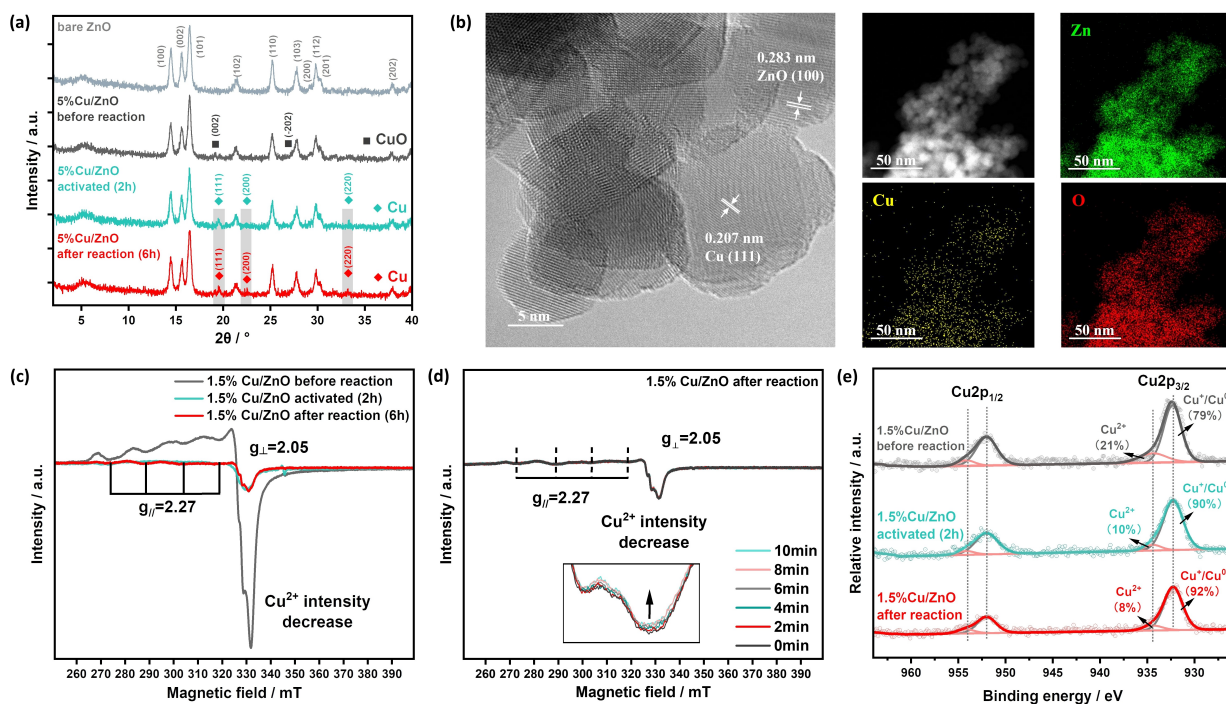 (a)
bare ZnO
(100)
(002)
(101)
(102)
(110)
(103)
(200)
(112)
(201)
(202)
5%Cu/ZnO
before reaction
(002)
(-202)
CuO
5%Cu/ZnO
activated (2h)
(111)
(200)
(220)
Cu
5%Cu/ZnO
after reaction (6h)
(111)
(200)
(220)
Cu
Intensity / a.u.
5 10 15 20 25 30 35 40
2θ / °
(b)
0.283 nm
ZnO (100)
0.207 nm
Cu (111)
5 nm
50 nm
Zn
50 nm
Cu
50 nm
O
50 nm
(c)
1.5% Cu/ZnO before reaction
1.5% Cu/ZnO activated (2h)
1.5% Cu/ZnO after reaction (6h)
g⊥=2.05
g//=2.27
Cu²⁺ intensity
decrease
Intensity / a.u.
260 270 280 290 300 310 320 330 340 350 360 370 380 390
Magnetic field / mT
(d)
1.5% Cu/ZnO after reaction
g⊥=2.05
g//=2.27
Cu²⁺ intensity
decrease
10min
8min
6min
4min
2min
0min
Intensity / a.u.
260 270 280 290 300 310 320 330 340 350 360 370 380 390
Magnetic field / mT
(e)
Cu2p1/2
Cu2p3/2
1.5%Cu/ZnO
before reaction
Cu²⁺
(21%)
Cu⁺/Cu⁰
(79%)
1.5%Cu/ZnO
activated (2h)
Cu²⁺
(10%)
Cu⁺/Cu⁰
(90%)
1.5%Cu/ZnO
after reaction
Cu²⁺
(8%)
Cu⁺/Cu⁰
(92%)
Relative intensity / a.u.
960 955 950 945 940 935 930
Binding energy / eV